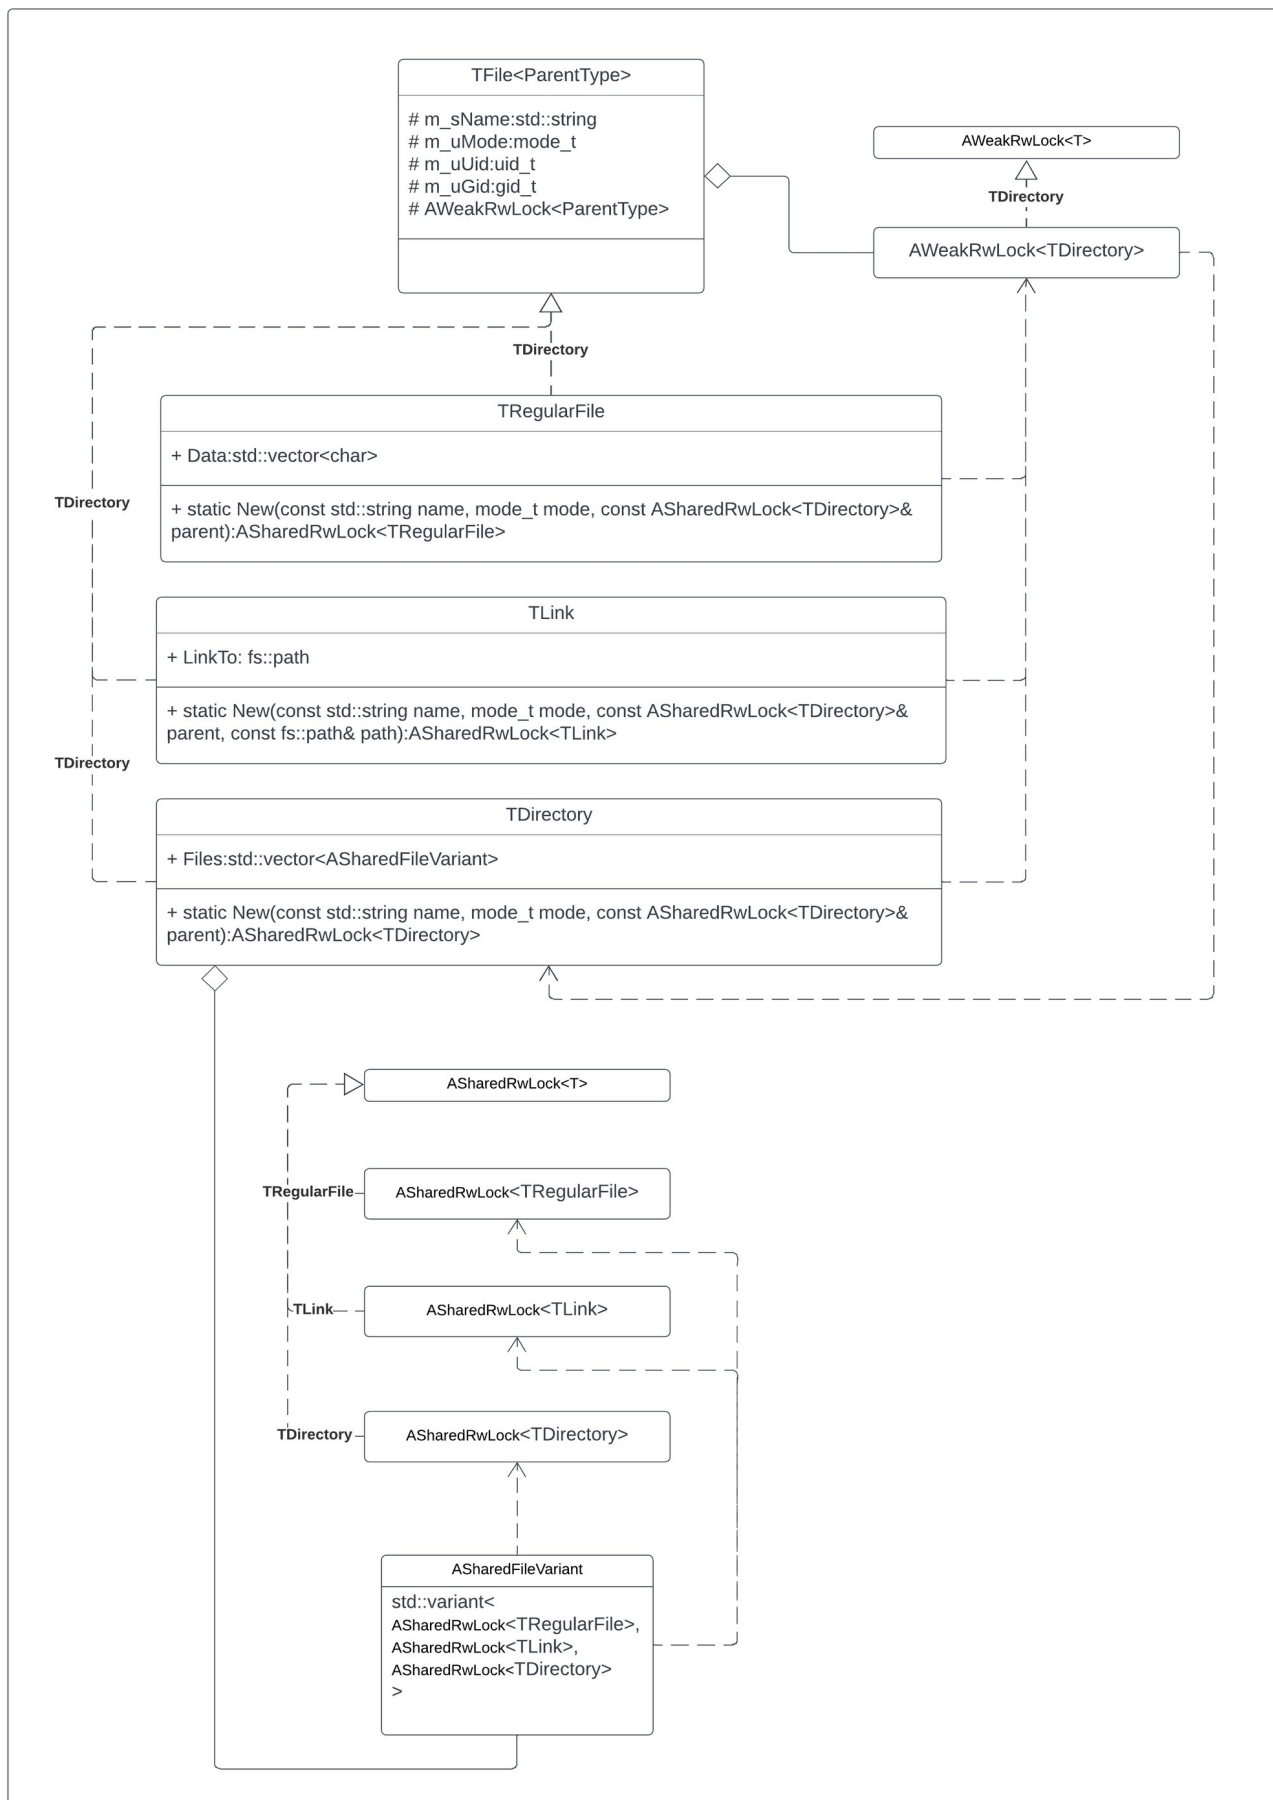 TFile<ParentType>
# m_sName:std::string
# m_uMode:mode_t
# m_uUid:uid_t
# m_uGid:gid_t
# AWeakRwLock<ParentType>
AWeakRwLock<T>
TDirectory
AWeakRwLock<TDirectory>
TDirectory
TRegularFile
+ Data:std::vector<char>
+ static New(const std::string name, mode_t mode, const ASharedRwLock<TDirectory>&
parent):ASharedRwLock<TRegularFile>
TDirectory
TLink
+ LinkTo: fs::path
+ static New(const std::string name, mode_t mode, const ASharedRwLock<TDirectory>&
parent, const fs::path& path):ASharedRwLock<TLink>
TDirectory
TDirectory
+ Files:std::vector<ASharedFileVariant>
+ static New(const std::string name, mode_t mode, const ASharedRwLock<TDirectory>&
parent):ASharedRwLock<TDirectory>
ASharedRwLock<T>
TRegularFile
ASharedRwLock<TRegularFile>
TLink
ASharedRwLock<TLink>
TDirectory
ASharedRwLock<TDirectory>
ASharedFileVariant
std::variant<
ASharedRwLock<TRegularFile>,
ASharedRwLock<TLink>,
ASharedRwLock<TDirectory>
>